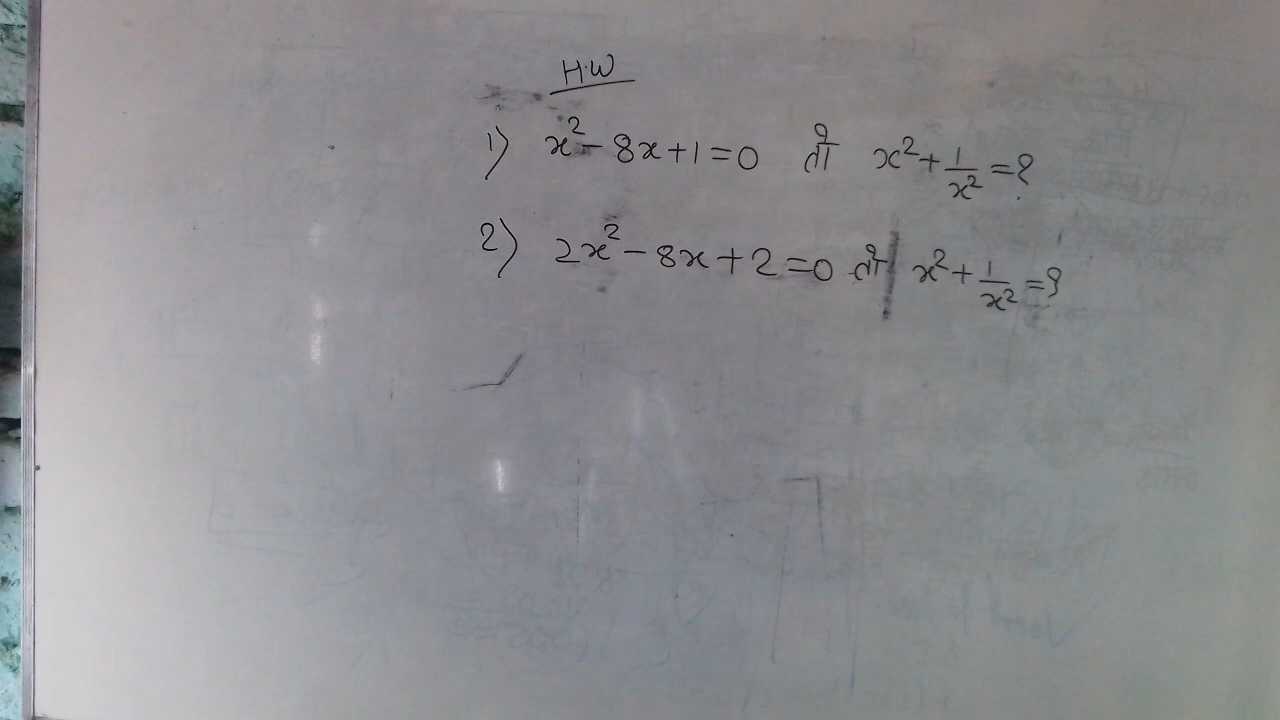 H.W
1) x² - 8x + 1 = 0 तो x² + 1/x² = ?
2) 2x² - 8x + 2 = 0 तो x² + 1/x² = ?